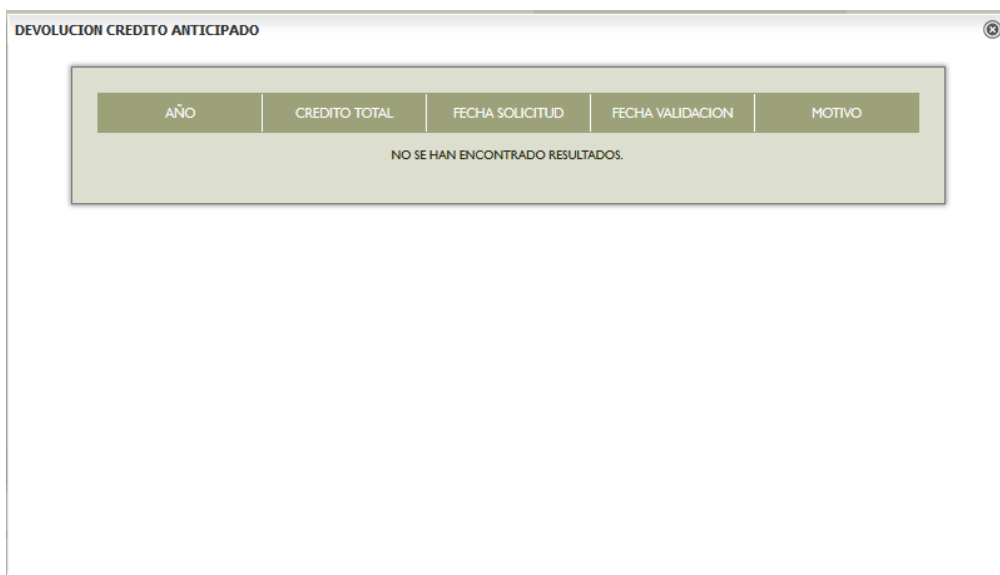 DEVOLUCION CREDITO ANTICIPADO
AÑO CREDITO TOTAL FECHA SOLICITUD FECHA VALIDACION MOTIVO
NO SE HAN ENCONTRADO RESULTADOS.